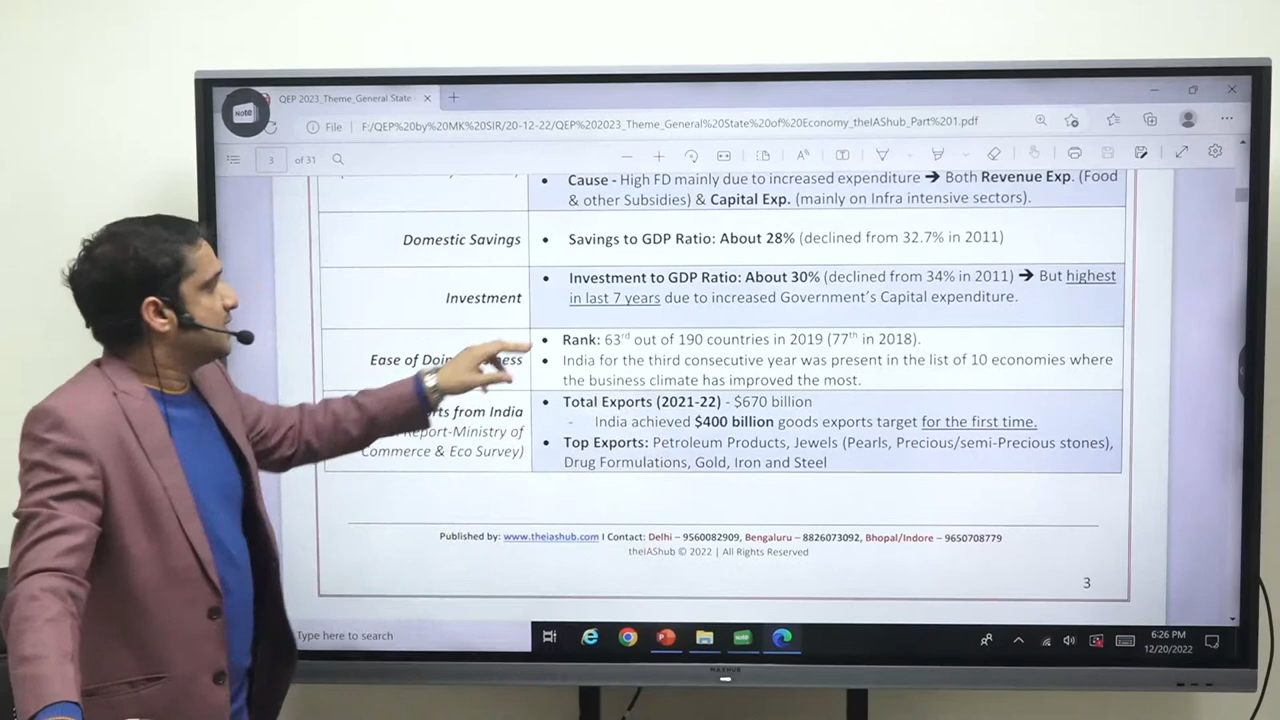 Note
QEP 2023_Theme_General State
File F:/QEP%20by%20MK%20SIR/20-12-22/QEP%202023_Theme_General%20State%20of%20Economy_theIAShub_Part%201.pdf
3 of 31
• Cause - High FD mainly due to increased expenditure ➔ Both Revenue Exp. (Food
& other Subsidies) & Capital Exp. (mainly on Infra intensive sectors).
Domestic Savings
• Savings to GDP Ratio: About 28% (declined from 32.7% in 2011)
Investment
• Investment to GDP Ratio: About 30% (declined from 34% in 2011) ➔ But highest
in last 7 years due to increased Government's Capital expenditure.
Ease of Doin
• Rank: 63rd out of 190 countries in 2019 (77th in 2018).
• India for the third consecutive year was present in the list of 10 economies where
the business climate has improved the most.
from India
Report-Ministry of
Commerce & Eco Survey)
• Total Exports (2021-22) - $670 billion
- India achieved $400 billion goods export target for the first time.
• Top Exports: Petroleum Products, Jewels (Pearls, Precious/semi-Precious stones),
Drug Formulations, Gold, Iron and Steel
Published by: www.theiashub.com I Contact: Delhi – 9560082909, Bengaluru – 8826073092, Bhopal/Indore – 9650708779
theIAShub © 2022 | All Rights Reserved
3
Type here to search
6:26 PM
12/20/2022
MAXHUB